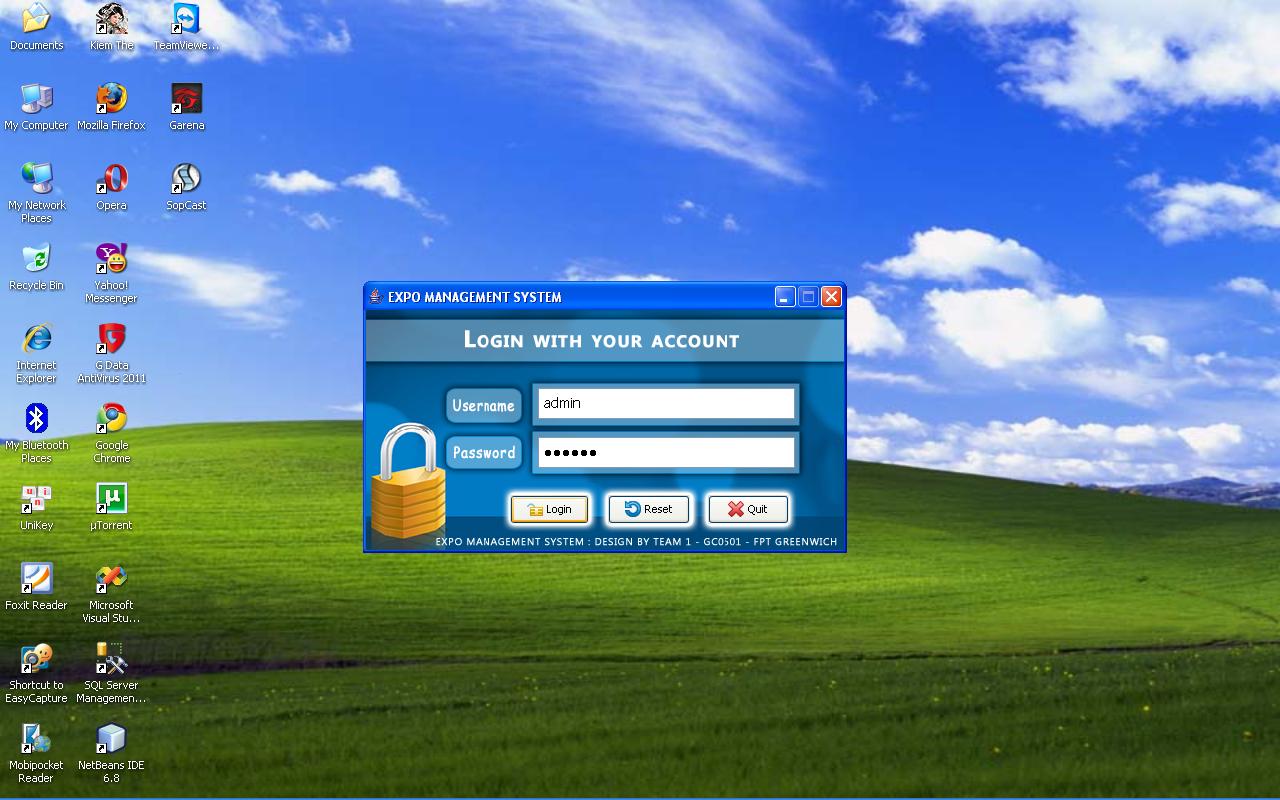 Documents
Kiem The
TeamViewe...
My Computer
Mozilla Firefox
Garena
My Network
Places
Opera
SopCast
Recycle Bin
Yahoo!
Messenger
Internet
Explorer
G Data
AntiVirus 2011
My Bluetooth
Places
Google
Chrome
UniKey
µTorrent
Foxit Reader
Microsoft
Visual Stu...
Shortcut to
EasyCapture
SQL Server
Managemen...
Mobipocket
Reader
NetBeans IDE
6.8
EXPO MANAGEMENT SYSTEM
LOGIN WITH YOUR ACCOUNT
Username
admin
Password
••••••
Login
Reset
Quit
EXPO MANAGEMENT SYSTEM : DESIGN BY TEAM 1 - GC0501 - FPT GREENWICH